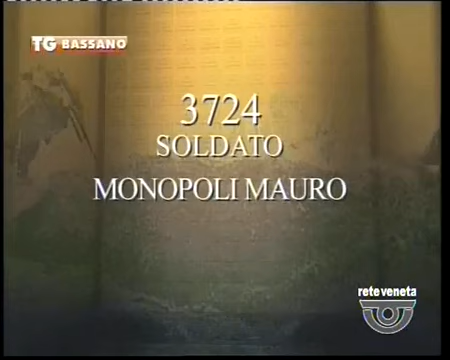 TG BASSANO
3724
SOLDATO
MONOPOLI MAURO
rete veneta